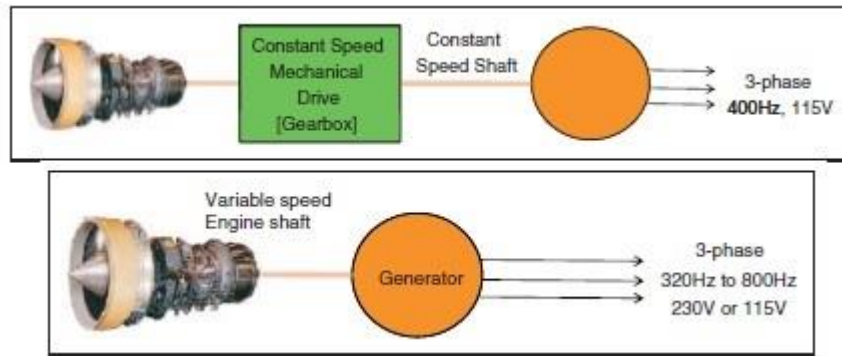 Constant Speed
Mechanical
Drive
[Gearbox]
Constant
Speed Shaft
3-phase
400Hz, 115V
Variable speed
Engine shaft
Generator
3-phase
320Hz to 800Hz
230V or 115V